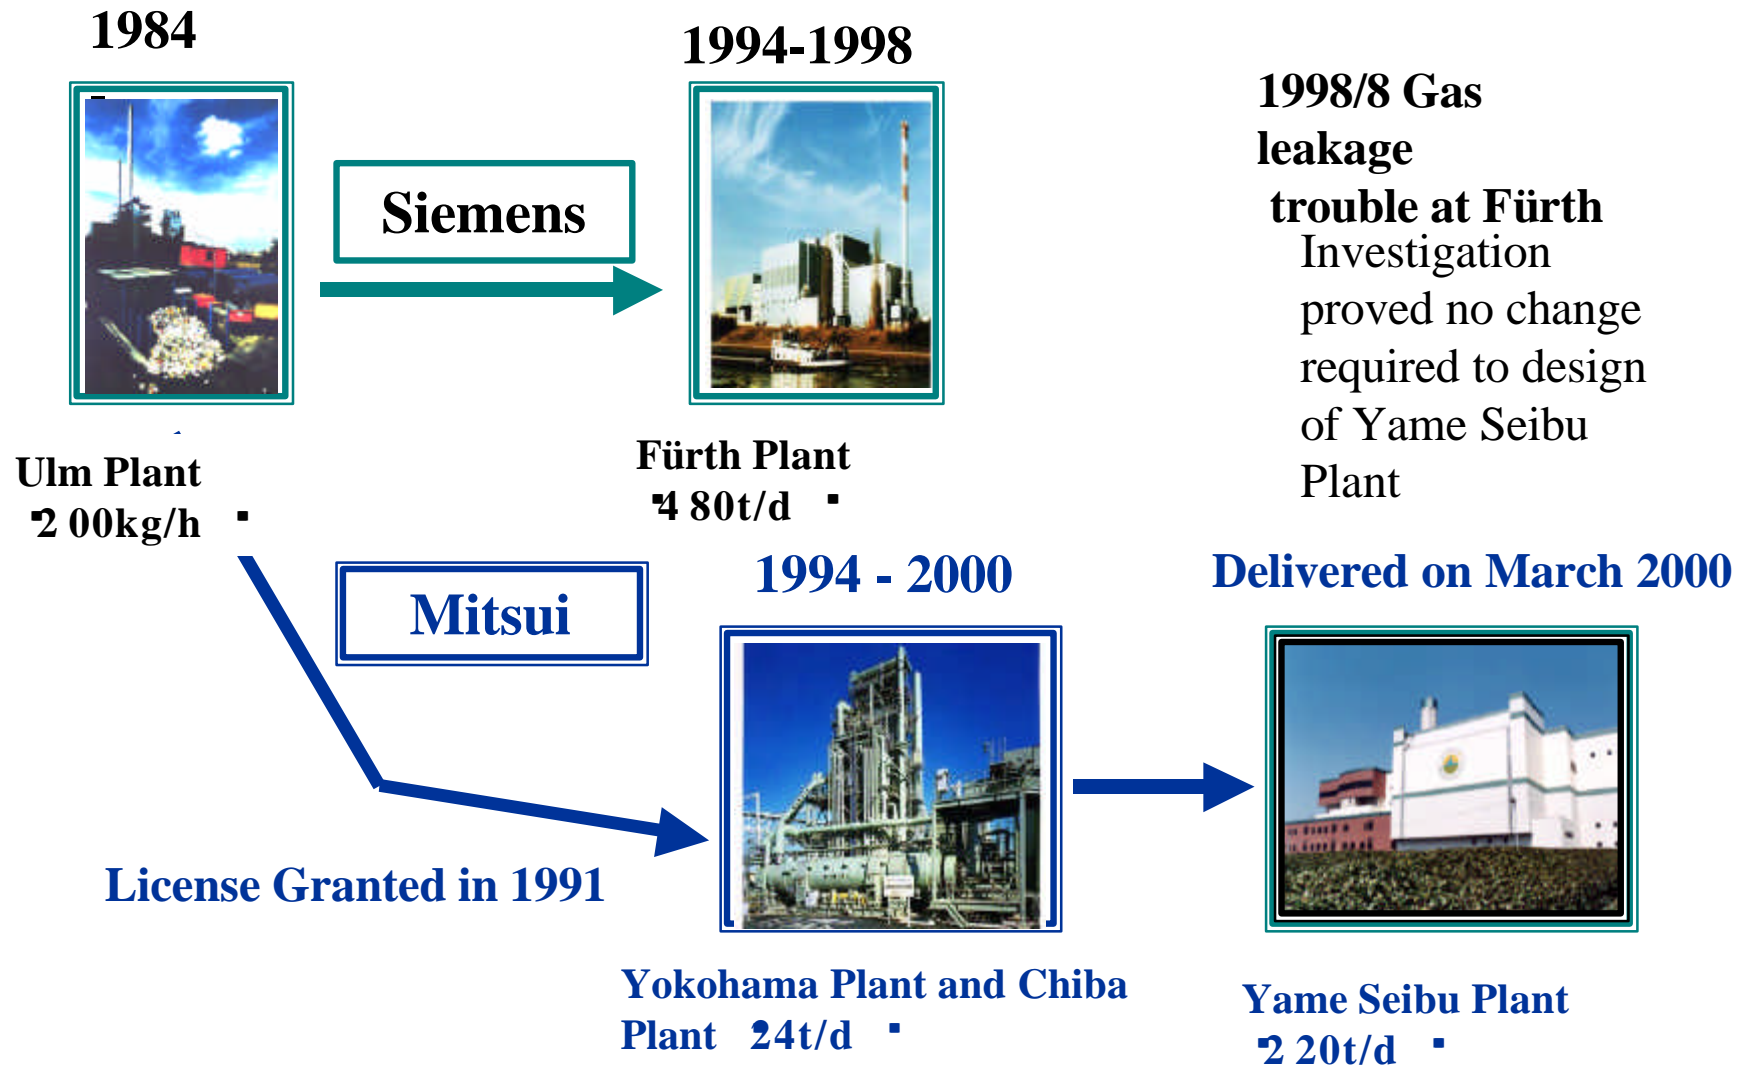 1984
1994-1998
1998/8 Gas
leakage
trouble at Fürth
Investigation
proved no change
required to design
of Yame Seibu
Plant
Siemens
Ulm Plant
2 00kg/h
Fürth Plant
4 80t/d
Mitsui
1994 - 2000
Delivered on March 2000
License Granted in 1991
Yokohama Plant and Chiba
Plant 24t/d
Yame Seibu Plant
2 20t/d